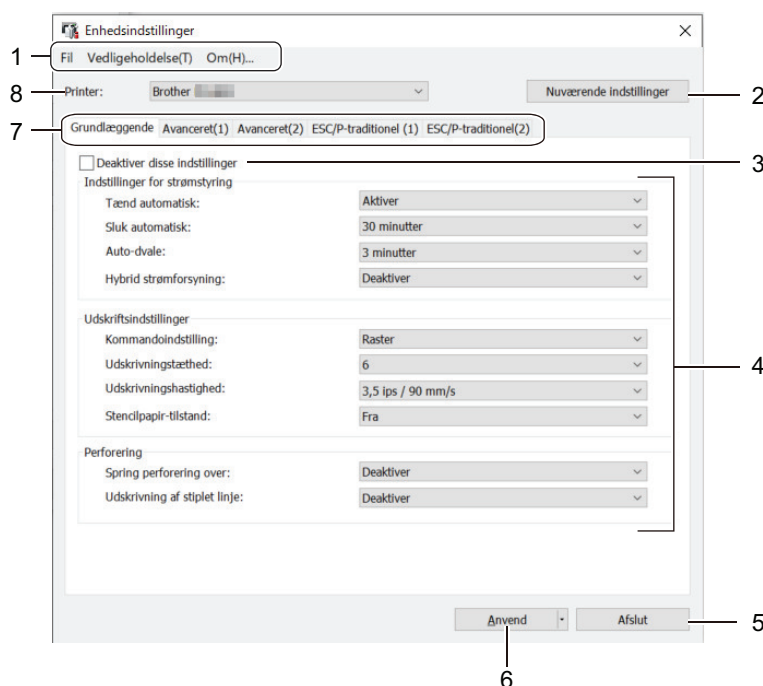 Enhedsindstillinger
1 Fil Vedligeholdelse(T) Om(H)...
8 Printer: Brother Nuværende indstillinger 2
7 Grundlæggende Avanceret(1) Avanceret(2) ESC/P-traditionel (1) ESC/P-traditionel(2)
Deaktiver disse indstillinger 3
Indstillinger for strømstyring
Tænd automatisk: Aktiver
Sluk automatisk: 30 minutter
Auto-dvale: 3 minutter
Hybrid strømforsyning: Deaktiver
Udskriftsindstillinger
Kommandoindstilling: Raster
Udskrivningstæthed: 6 4
Udskrivningshastighed: 3,5 ips / 90 mm/s
Stencilpapir-tilstand: Fra
Perforering
Spring perforering over: Deaktiver
Udskrivning af stiplet linje: Deaktiver
Anvend Afslut 5
6